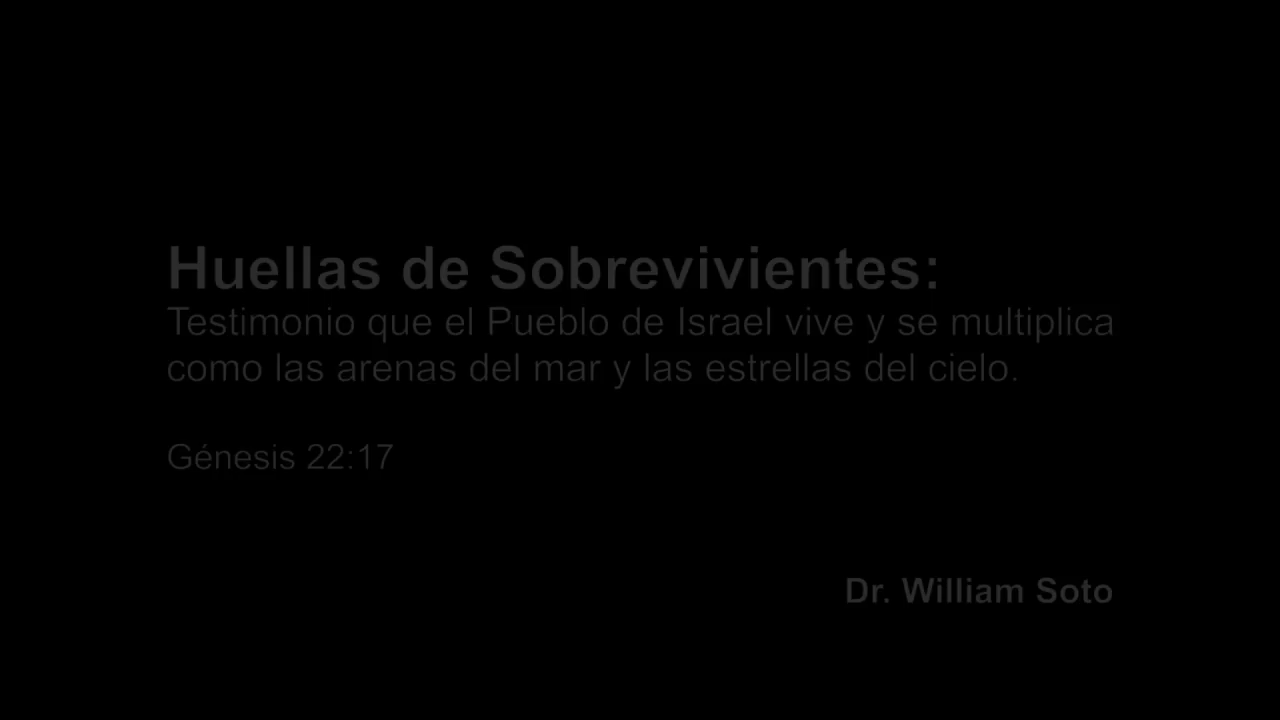 Huellas de Sobrevivientes:
Testimonio que el Pueblo de Israel vive y se multiplica
como las arenas del mar y las estrellas del cielo.
Génesis 22:17
Dr. William Soto